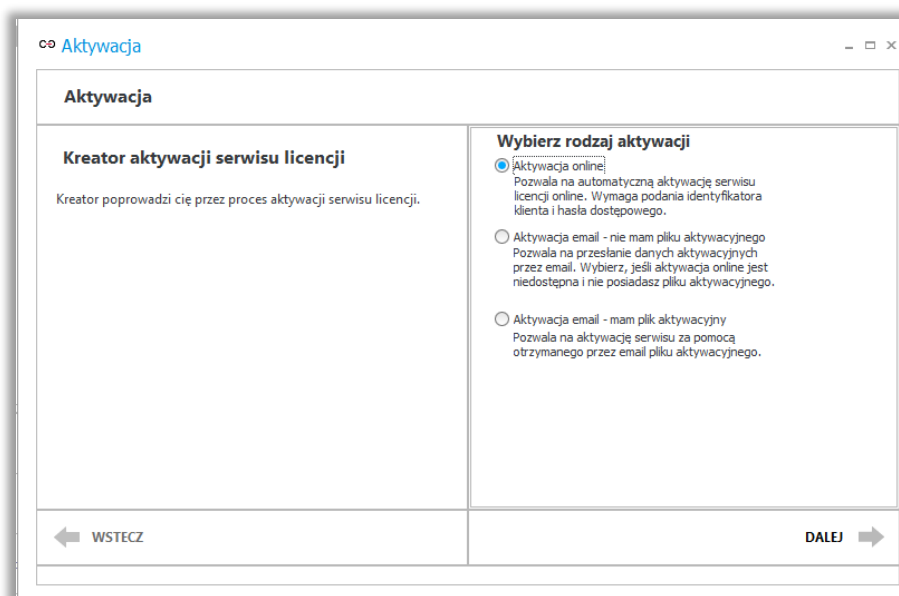 Aktywacja
Aktywacja
Kreator aktywacji serwisu licencji
Kreator poprowadzi cię przez proces aktywacji serwisu licencji.
Wybierz rodzaj aktywacji
Aktywacja online
Pozwala na automatyczną aktywację serwisu
licencji online. Wymaga podania identyfikatora
klienta i hasła dostępowego.
Aktywacja email - nie mam pliku aktywacyjnego
Pozwala na przesłanie danych aktywacyjnych
przez email. Wybierz, jeśli aktywacja online jest
niedostępna i nie posiadasz pliku aktywacyjnego.
Aktywacja email - mam plik aktywacyjny
Pozwala na aktywację serwisu za pomocą
otrzymanego przez email pliku aktywacyjnego.
WSTECZ
DALEJ